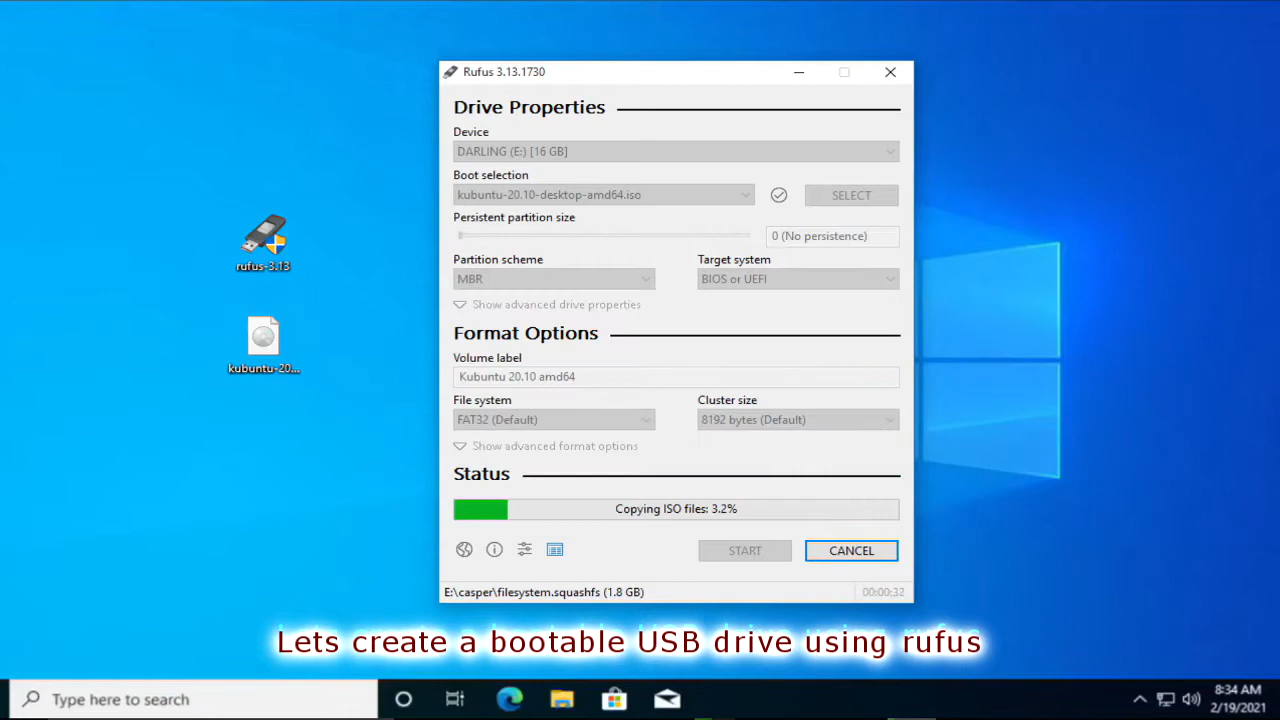 Rufus 3.13.1730
Drive Properties
Device
DARLING (E:) [16 GB]
Boot selection
kubuntu-20.10-desktop-amd64.iso
SELECT
Persistent partition size
0 (No persistence)
Partition scheme
Target system
MBR
BIOS or UEFI
Show advanced drive properties
Format Options
Volume label
Kubuntu 20.10 amd64
File system
Cluster size
FAT32 (Default)
8192 bytes (Default)
Show advanced format options
Status
Copying ISO files: 3.2%
START
CANCEL
E:\casper\filesystem.squashfs (1.8 GB)
00:00:32
rufus-3.13
kubuntu-20...
Lets create a bootable USB drive using rufus
Type here to search
8:34 AM
2/19/2021